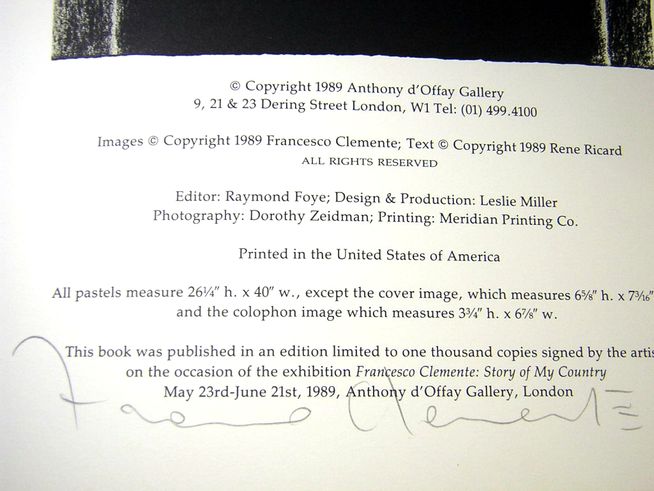 © Copyright 1989 Anthony d'Offay Gallery
9, 21 & 23 Dering Street London, W1 Tel: (01) 499.4100
Images © Copyright 1989 Francesco Clemente; Text © Copyright 1989 Rene Ricard
ALL RIGHTS RESERVED
Editor: Raymond Foye; Design & Production: Leslie Miller
Photography: Dorothy Zeidman; Printing: Meridian Printing Co.
Printed in the United States of America
All pastels measure 26¼" h. x 40" w., except the cover image, which measures 6⅝" h. x 7³⁄₁₆"
and the colophon image which measures 3¾" h. x 6⅞" w.
This book was published in an edition limited to one thousand copies signed by the artis
on the occasion of the exhibition Francesco Clemente: Story of My Country
May 23rd-June 21st, 1989, Anthony d'Offay Gallery, London
Francesco Clemente